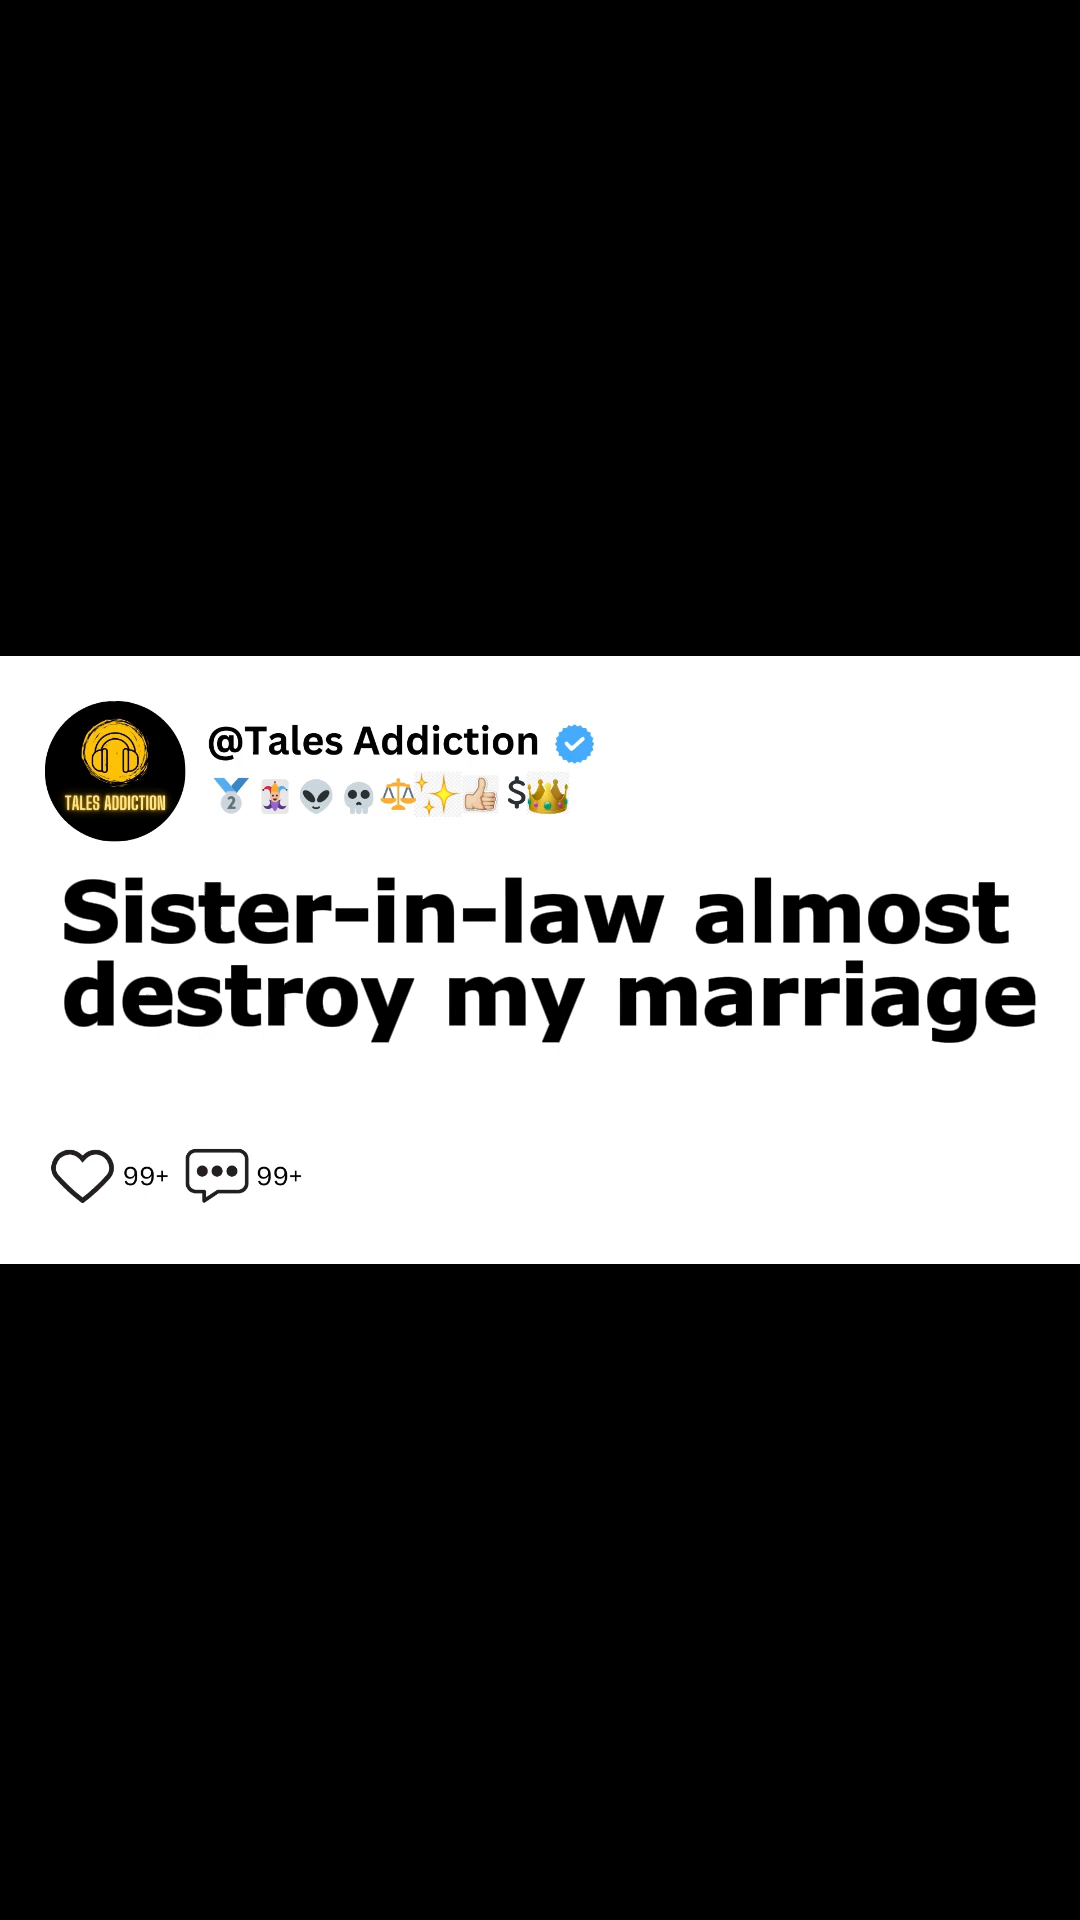 @Tales Addiction
TALES ADDICTION
🥈🃏👽💀⚖️✨👍🏼 $👑
Sister-in-law almost
destroy my marriage
99+ 99+